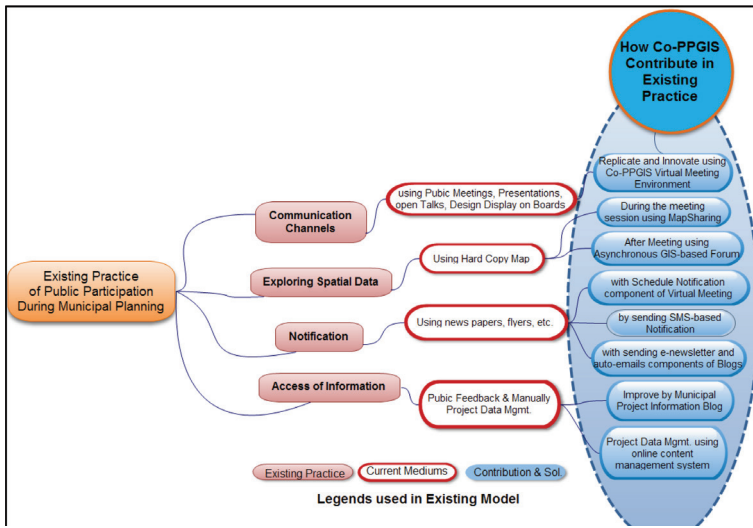 How Co-PPGIS
Contribute in
Existing
Practice
Replicate and Innovate using
Co-PPGIS Virtual Meeting
Environment
using Pubic Meetings, Presentations,
open Talks, Design Display on Boards
During the meeting
session using MapSharing
Communication
Channels
After Meeting using
Asynchronous GIS-based Forum
Using Hard Copy Map
Exploring Spatial Data
Existing Practice
of Public Participation
During Municipal Planning
with Schedule Notification
component of Virtual Meeting
Using news papers, flyers, etc.
Notification
by sending SMS-based
Notification
with sending e-newsletter and
auto-emails components of Blogs
Access of Information
Pubic Feedback & Manually
Project Data Mgmt.
Improve by Municipal
Project Information Blog
Project Data Mgmt. using
online content
management system
Existing Practice
Current Mediums
Contribution & Sol.
Legends used in Existing Model